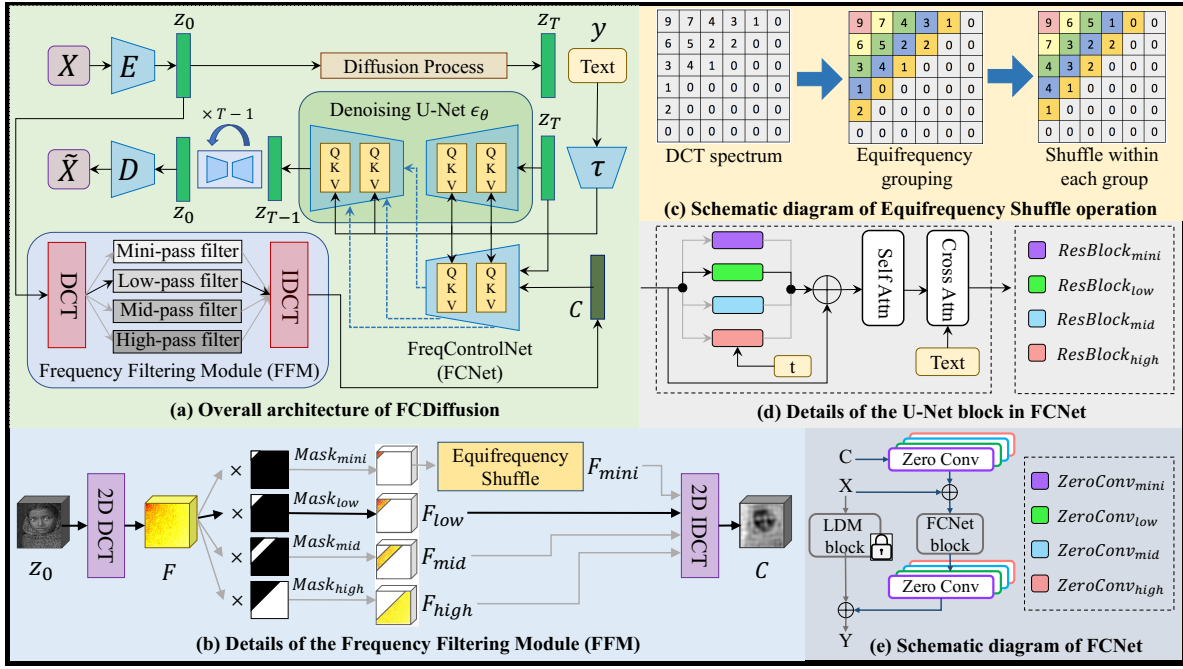 X
E
z_0
Diffusion Process
z_T
y
Text
Denoising U-Net ϵ_θ
z_T
× T − 1
Q K V
Q K V
Q K V
Q K V
τ
X̃
D
z_0
z_{T−1}
Q K V
Q K V
C
FreqControlNet
(FCNet)
DCT
Mini-pass filter
Low-pass filter
Mid-pass filter
High-pass filter
IDCT
Frequency Filtering Module (FFM)
(a) Overall architecture of FCDiffusion
9 7 4 3 1 0
6 5 2 2 0 0
3 4 1 0 0 0
1 0 0 0 0 0
2 0 0 0 0 0
0 0 0 0 0 0
DCT spectrum
9 7 4 3 1 0
6 5 2 2 0 0
3 4 1 0 0 0
1 0 0 0 0 0
2 0 0 0 0 0
0 0 0 0 0 0
Equifrequency
grouping
9 6 5 1 0 0
7 3 2 2 0 0
4 3 2 0 0 0
4 1 0 0 0 0
1 0 0 0 0 0
0 0 0 0 0 0
Shuffle within
each group
(c) Schematic diagram of Equifrequency Shuffle operation
t
Self Attn
Cross Attn
Text
ResBlock_mini
ResBlock_low
ResBlock_mid
ResBlock_high
(d) Details of the U-Net block in FCNet
z_0
2D DCT
F
×
Mask_mini
Equifrequency
Shuffle
F_mini
×
Mask_low
F_low
×
Mask_mid
F_mid
×
Mask_high
F_high
2D IDCT
C
(b) Details of the Frequency Filtering Module (FFM)
C
Zero Conv
X
LDM
block
FCNet
block
Zero Conv
Y
ZeroConv_mini
ZeroConv_low
ZeroConv_mid
ZeroConv_high
(e) Schematic diagram of FCNet